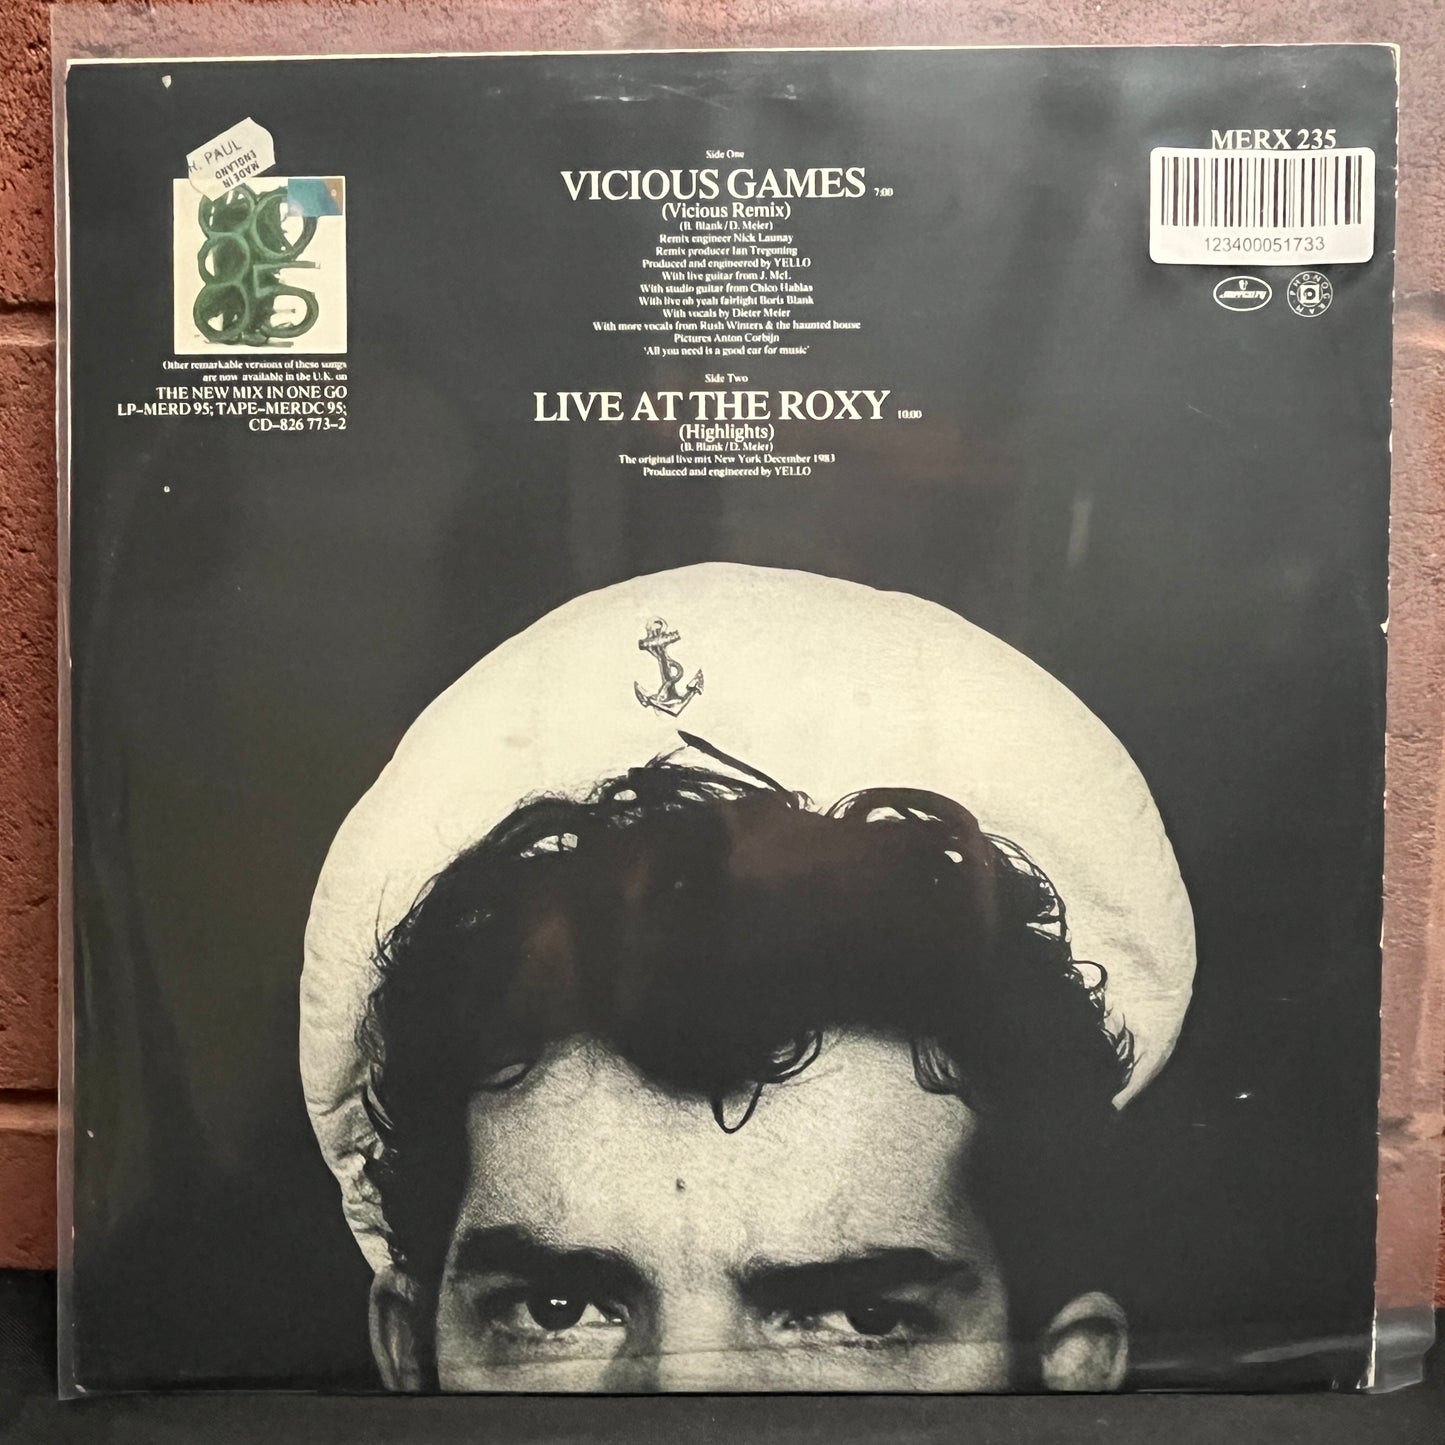 Side One
VICIOUS GAMES 7:00
(Vicious Remix)
(B. Blank / D. Meier)
Remix engineer Nick Launay
Remix producer Ian Tregoning
Produced and engineered by YELLO
With live guitar from J. McL.
With studio guitar from Chico Hablas
With live oh yeah fairlight Boris Blank
With vocals by Dieter Meier
With more vocals from Rush Winters & the haunted house
Pictures Anton Corbijn
'All you need is a good ear for music'
Side Two
LIVE AT THE ROXY 10:00
(Highlights)
(B. Blank / D. Meier)
The original live mix New York December 1983
Produced and engineered by YELLO
PAUL
MADE IN
ENGLAND
Other remarkable versions of these songs
are now available in the U.K. on
THE NEW MIX IN ONE GO
LP-MERD 95; TAPE-MERDC 95;
CD-826 773-2
MERX 235
123400051733
mercury
PHONOGRAM